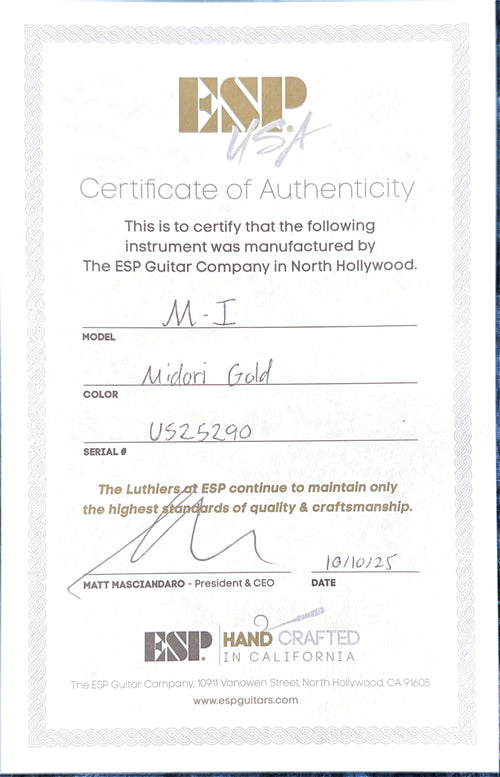 ESP
USA
Certificate of Authenticity
This is to certify that the following
instrument was manufactured by
The ESP Guitar Company in North Hollywood.
M-I
MODEL
Midori Gold
COLOR
US25290
SERIAL #
The Luthiers at ESP continue to maintain only
the highest standards of quality & craftsmanship.
10/10/25
MATT MASCIANDARO - President & CEO DATE
ESP HAND CRAFTED
IN CALIFORNIA
The ESP Guitar Company, 10911 Vanowen Street, North Hollywood, CA 91605
www.espguitars.com